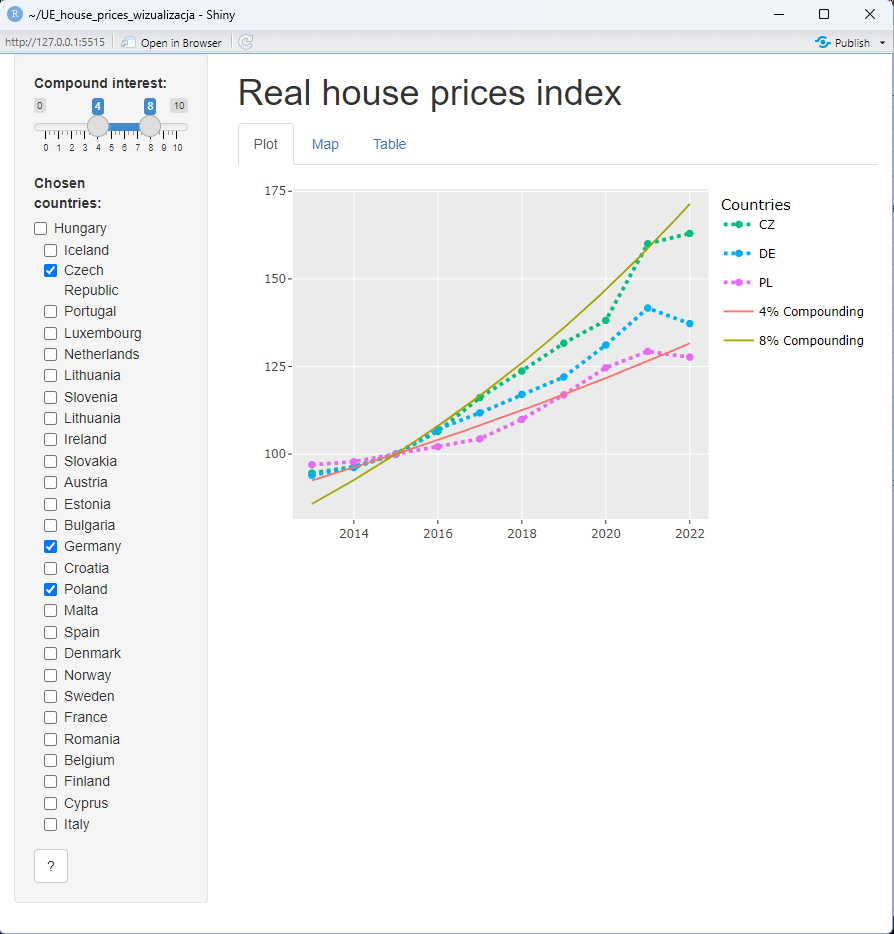 ~/UE_house_prices_wizualizacja - Shiny
http://127.0.0.1:5515 Open in Browser Publish
Compound interest:
0 4 8 10
0 1 2 3 4 5 6 7 8 9 10
Chosen
countries:
Hungary
Iceland
Czech
Republic
Portugal
Luxembourg
Netherlands
Lithuania
Slovenia
Lithuania
Ireland
Slovakia
Austria
Estonia
Bulgaria
Germany
Croatia
Poland
Malta
Spain
Denmark
Norway
Sweden
France
Romania
Belgium
Finland
Cyprus
Italy
?
Real house prices index
Plot Map Table
175
150
125
100
2014 2016 2018 2020 2022
Countries
CZ
DE
PL
4% Compounding
8% Compounding